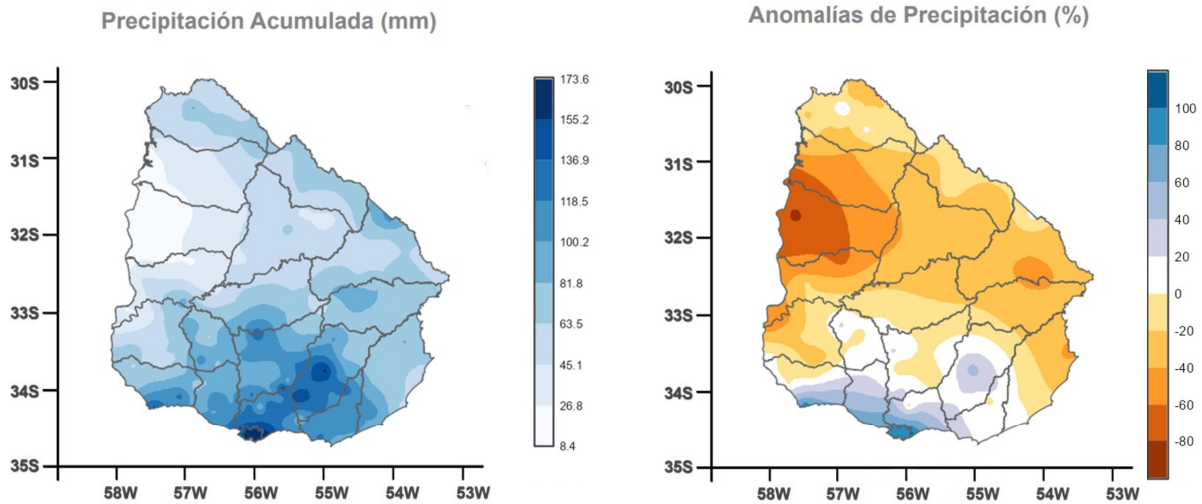 Precipitación Acumulada (mm)
30S
31S
32S
33S
34S
35S
58W
57W
56W
55W
54W
53W
173.6
155.2
136.9
118.5
100.2
81.8
63.5
45.1
26.8
8.4
Anomalías de Precipitación (%)
30S
31S
32S
33S
34S
35S
58W
57W
56W
55W
54W
53W
100
80
60
40
20
0
-20
-40
-60
-80